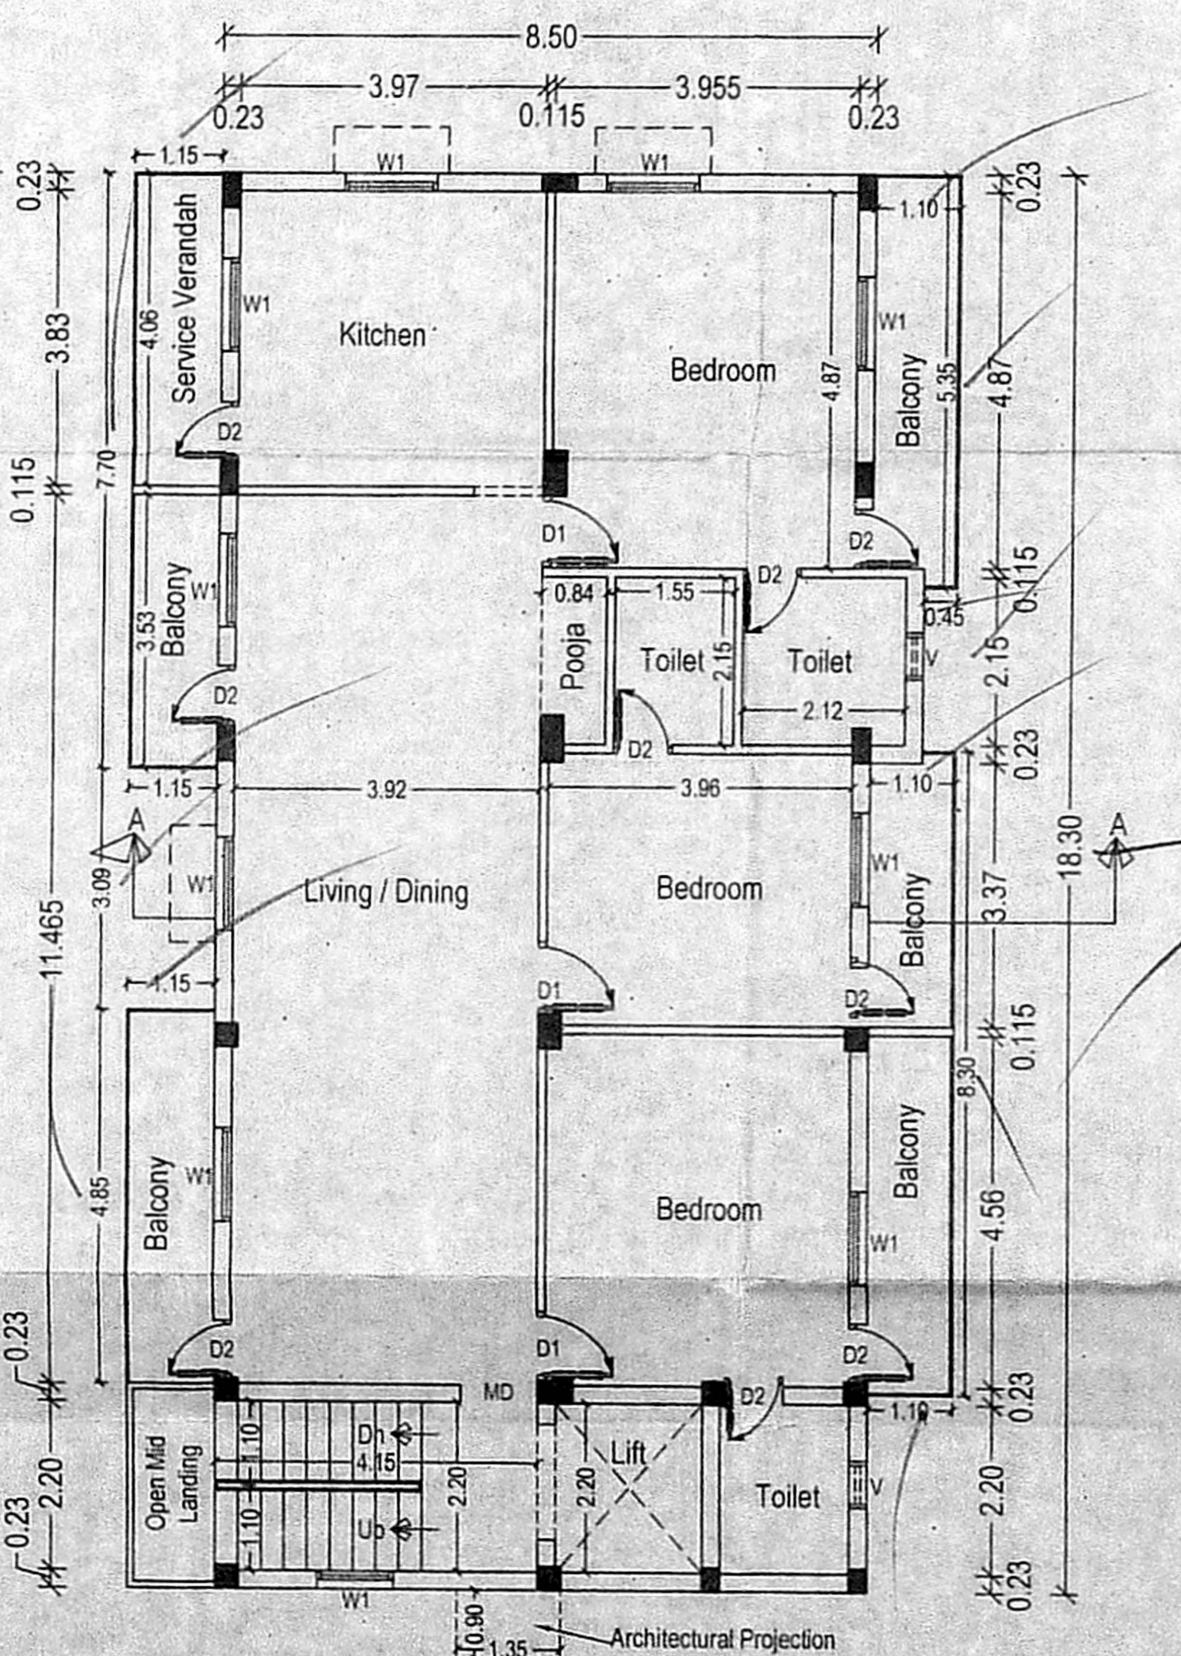 8.50
3.97
3.955
0.23
0.115
0.23
W1
W1
1.15
0.23
0.23
1.10
Service Verandah
4.06
3.83
W1
Kitchen
Bedroom
4.87
W1
Balcony
5.35
4.87
D2
7.70
0.115
D1
D2
D2
0.115
Balcony
3.53
W1
0.84
1.55
0.45
Pooja
Toilet
2.15
Toilet
V
2.15
2.12
D2
D2
0.23
1.15
3.92
3.96
1.10
A
18.30
A
W1
3.09
Living / Dining
Bedroom
W1
Balcony
3.37
11.465
1.15
D1
D2
0.115
8.30
Balcony
W1
4.85
Bedroom
Balcony
W1
4.56
0.23
D2
D1
D2
MD
D2
0.23
1.10
Open Mid
Landing
1.10
Dn
4.15
2.20
2.20
Lift
Toilet
V
2.20
2.20
1.10
Up
0.23
0.23
W1
0.90
1.35
Architectural Projection